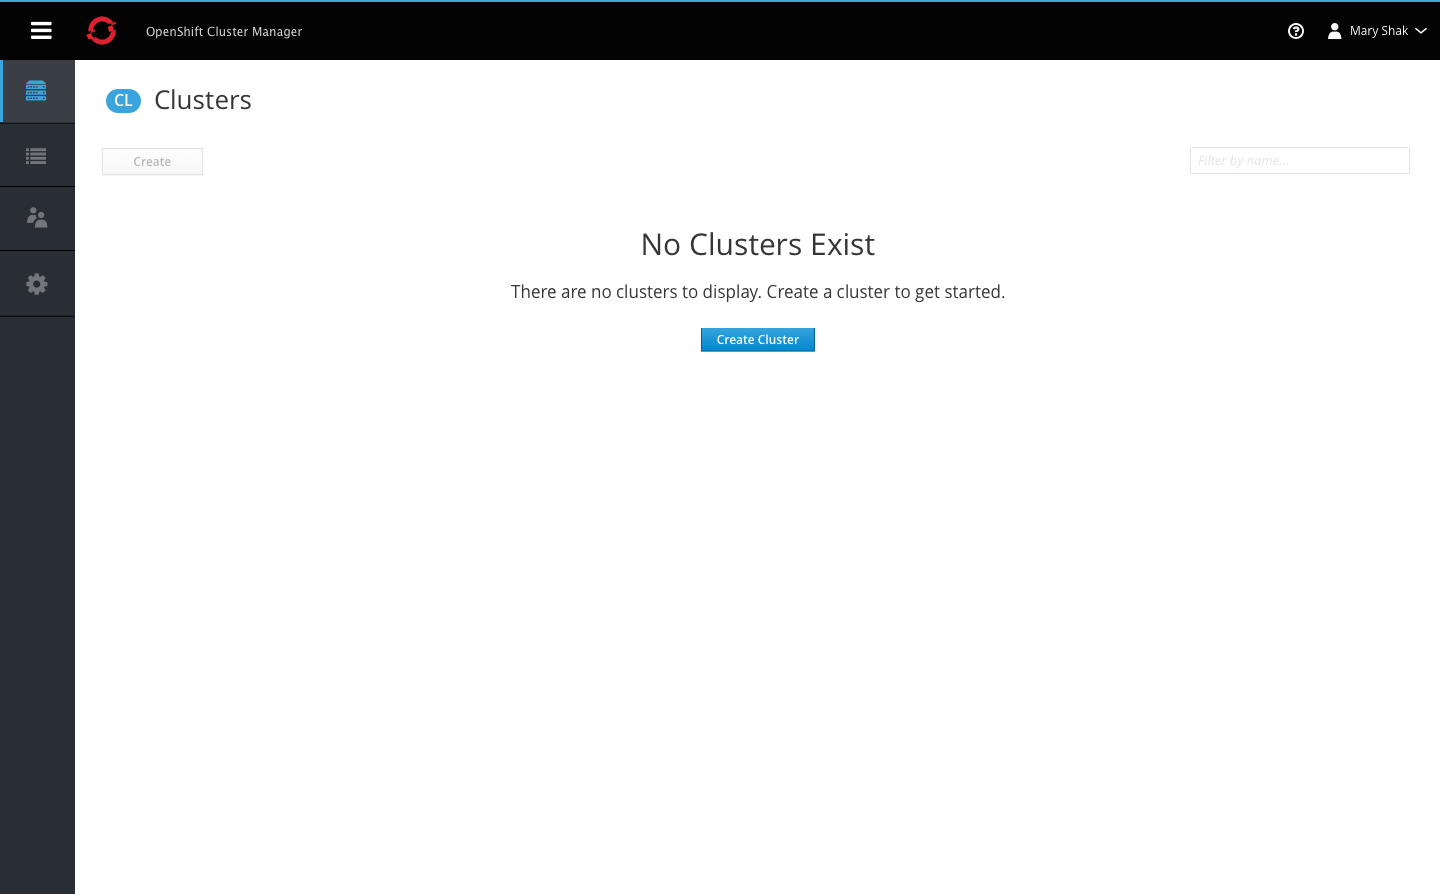 OpenShift Cluster Manager
Mary Shak
CL Clusters
Create
Filter by name...
No Clusters Exist
There are no clusters to display. Create a cluster to get started.
Create Cluster